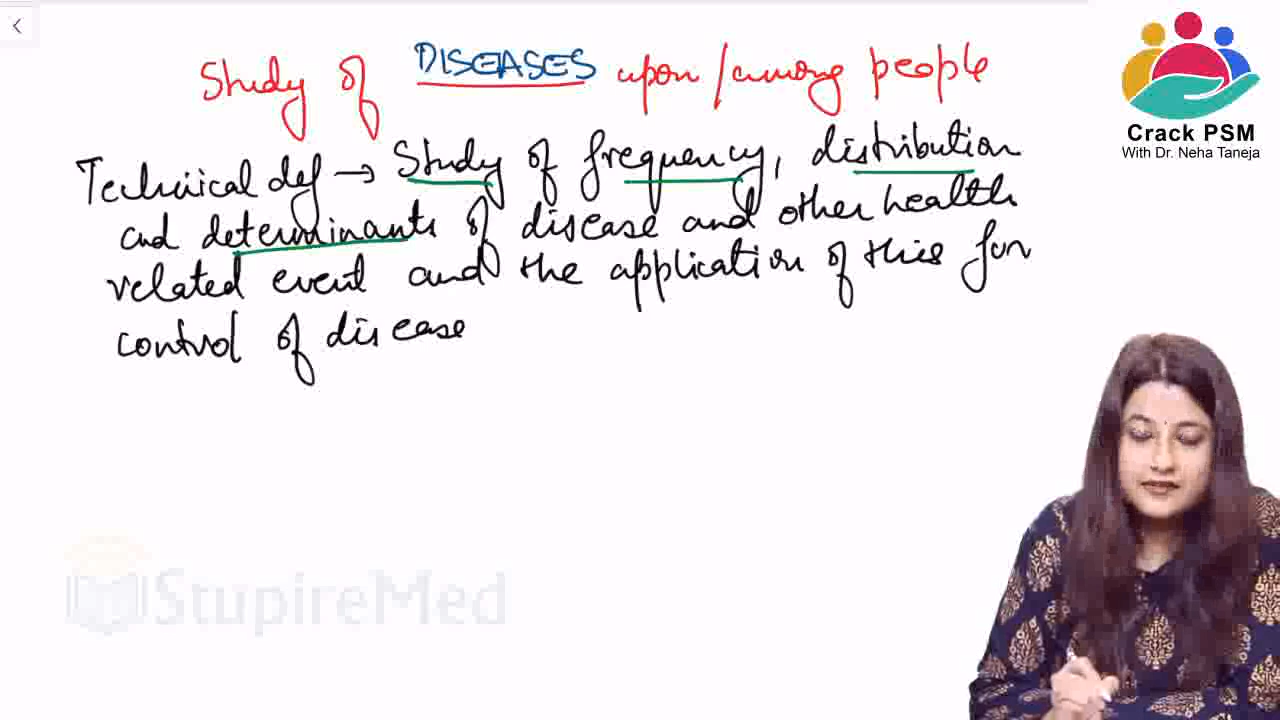 Study of DISEASES upon / among people
Technical def → Study of frequency, distribution
and determinants of disease and other health
related event and the application of this for
control of disease
Crack PSM
With Dr. Neha Taneja
StupireMed